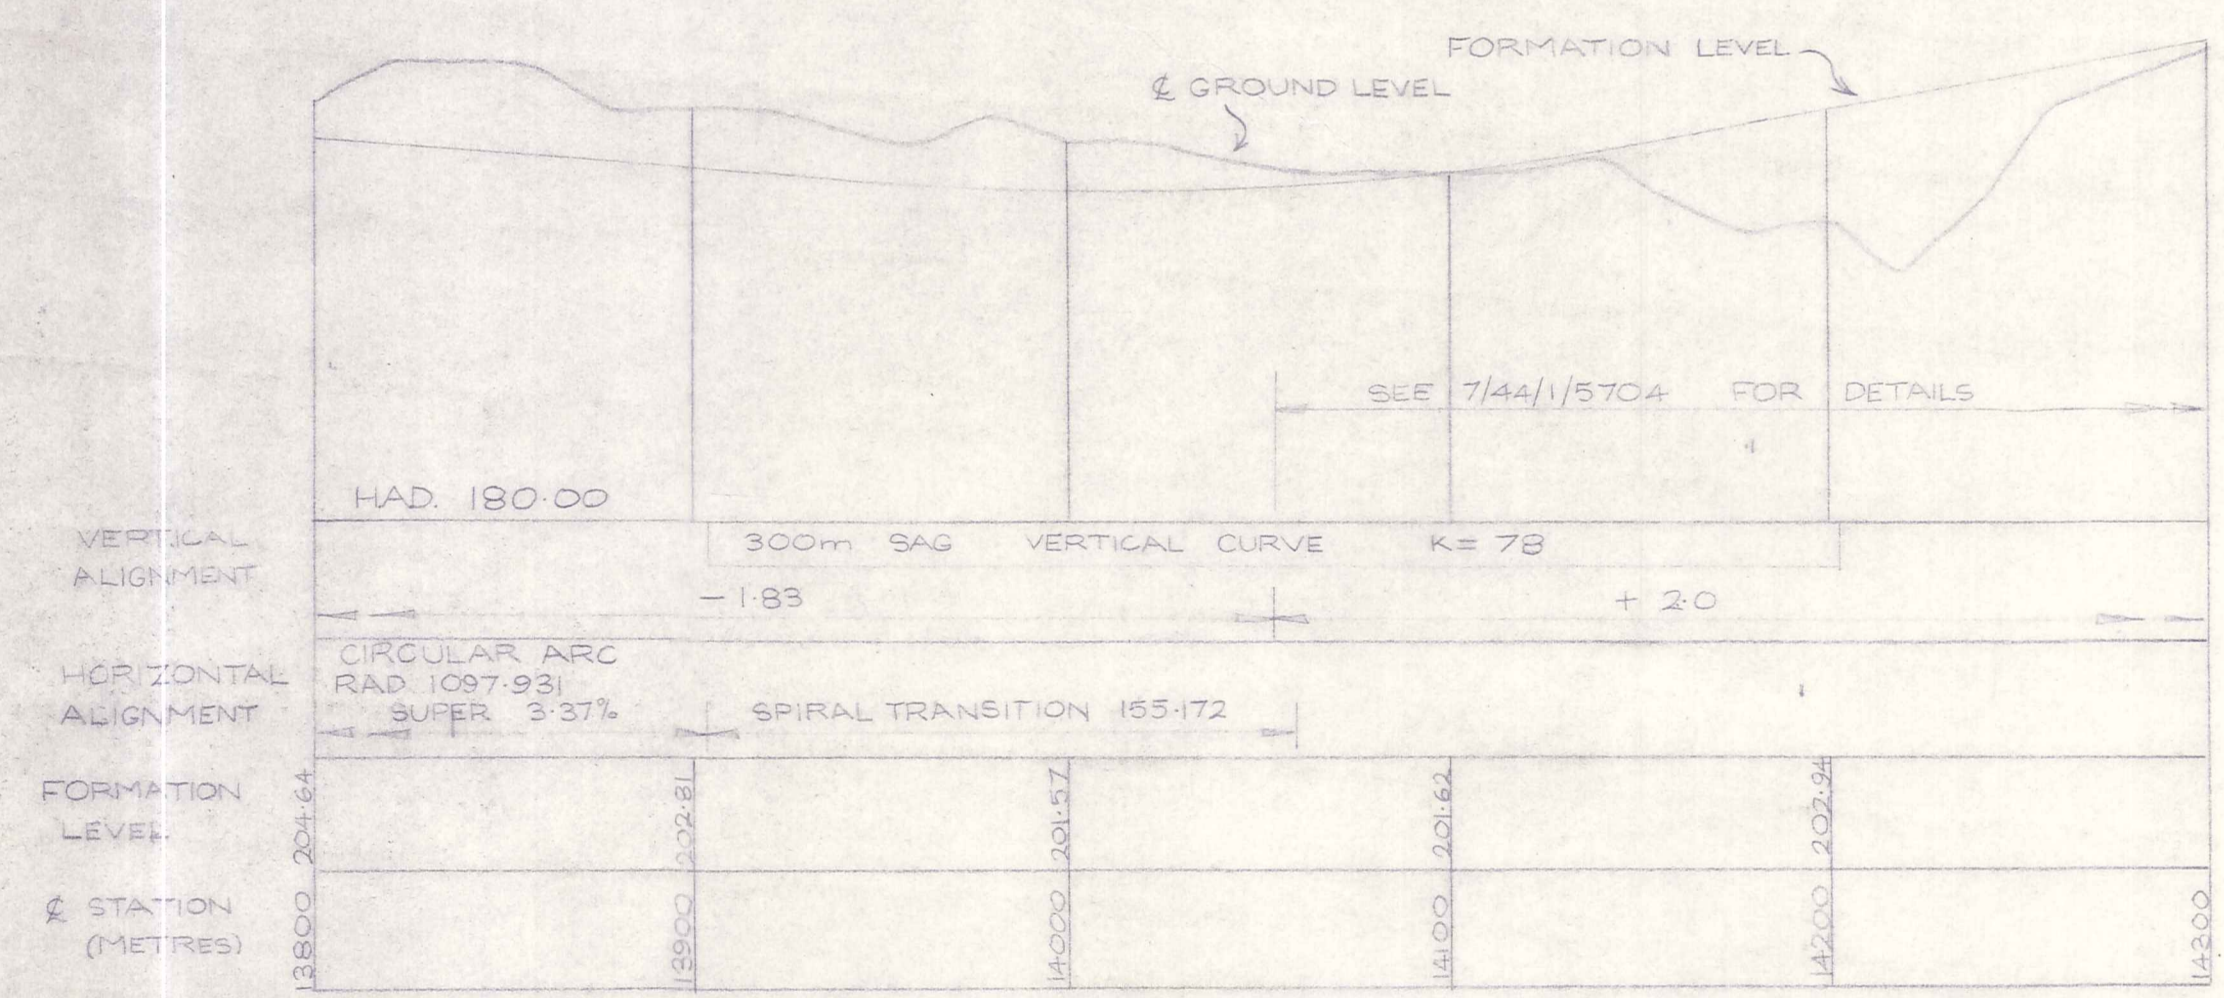 FORMATION LEVEL
℄ GROUND LEVEL
SEE 7/44/1/5704 FOR DETAILS
HAD. 180·00
VERTICAL
ALIGNMENT
300m SAG VERTICAL CURVE K= 78
- 1·83
+ 2·0
HORIZONTAL
ALIGNMENT
CIRCULAR ARC
RAD 1097·931
SUPER 3·37%
SPIRAL TRANSITION 155·172
FORMATION
LEVEL
204·64
202·81
201·57
201·62
202·94
℄ STATION
(METRES)
13800
13900
14000
14100
14200
14300